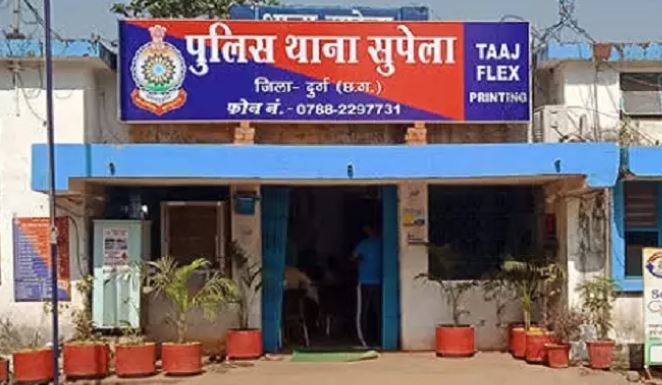 पुलिस थाना सुपेला
जिला- दुर्ग (छ.ग.)
फोन नं. - 0788-2297731
TAAJ
FLEX
PRINTING